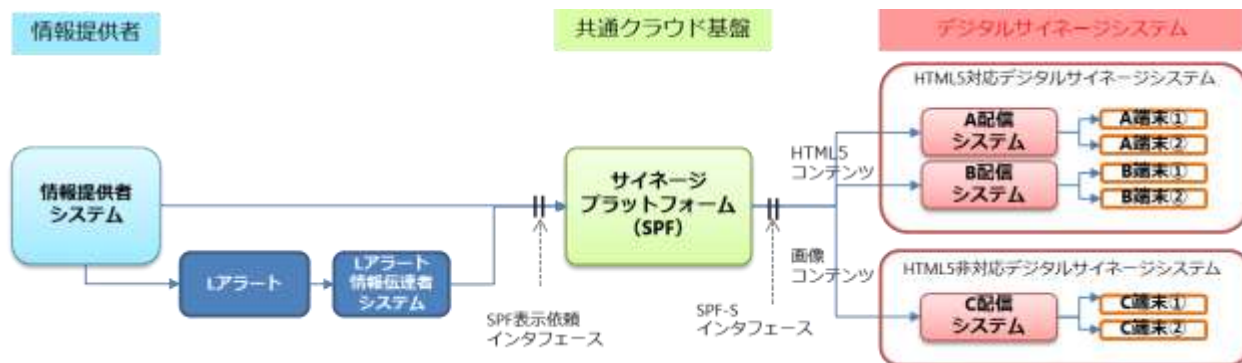 情報提供者
共通クラウド基盤
デジタルサイネージシステム
情報提供者
システム
Lアラート
Lアラート
情報伝達者
システム
SPF表示依頼
インタフェース
サイネージ
プラットフォーム
（SPF）
SPF-S
インタフェース
HTML5
コンテンツ
画像
コンテンツ
HTML5対応デジタルサイネージシステム
A配信
システム
A端末①
A端末②
B配信
システム
B端末①
B端末②
HTML5非対応デジタルサイネージシステム
C配信
システム
C端末①
C端末②